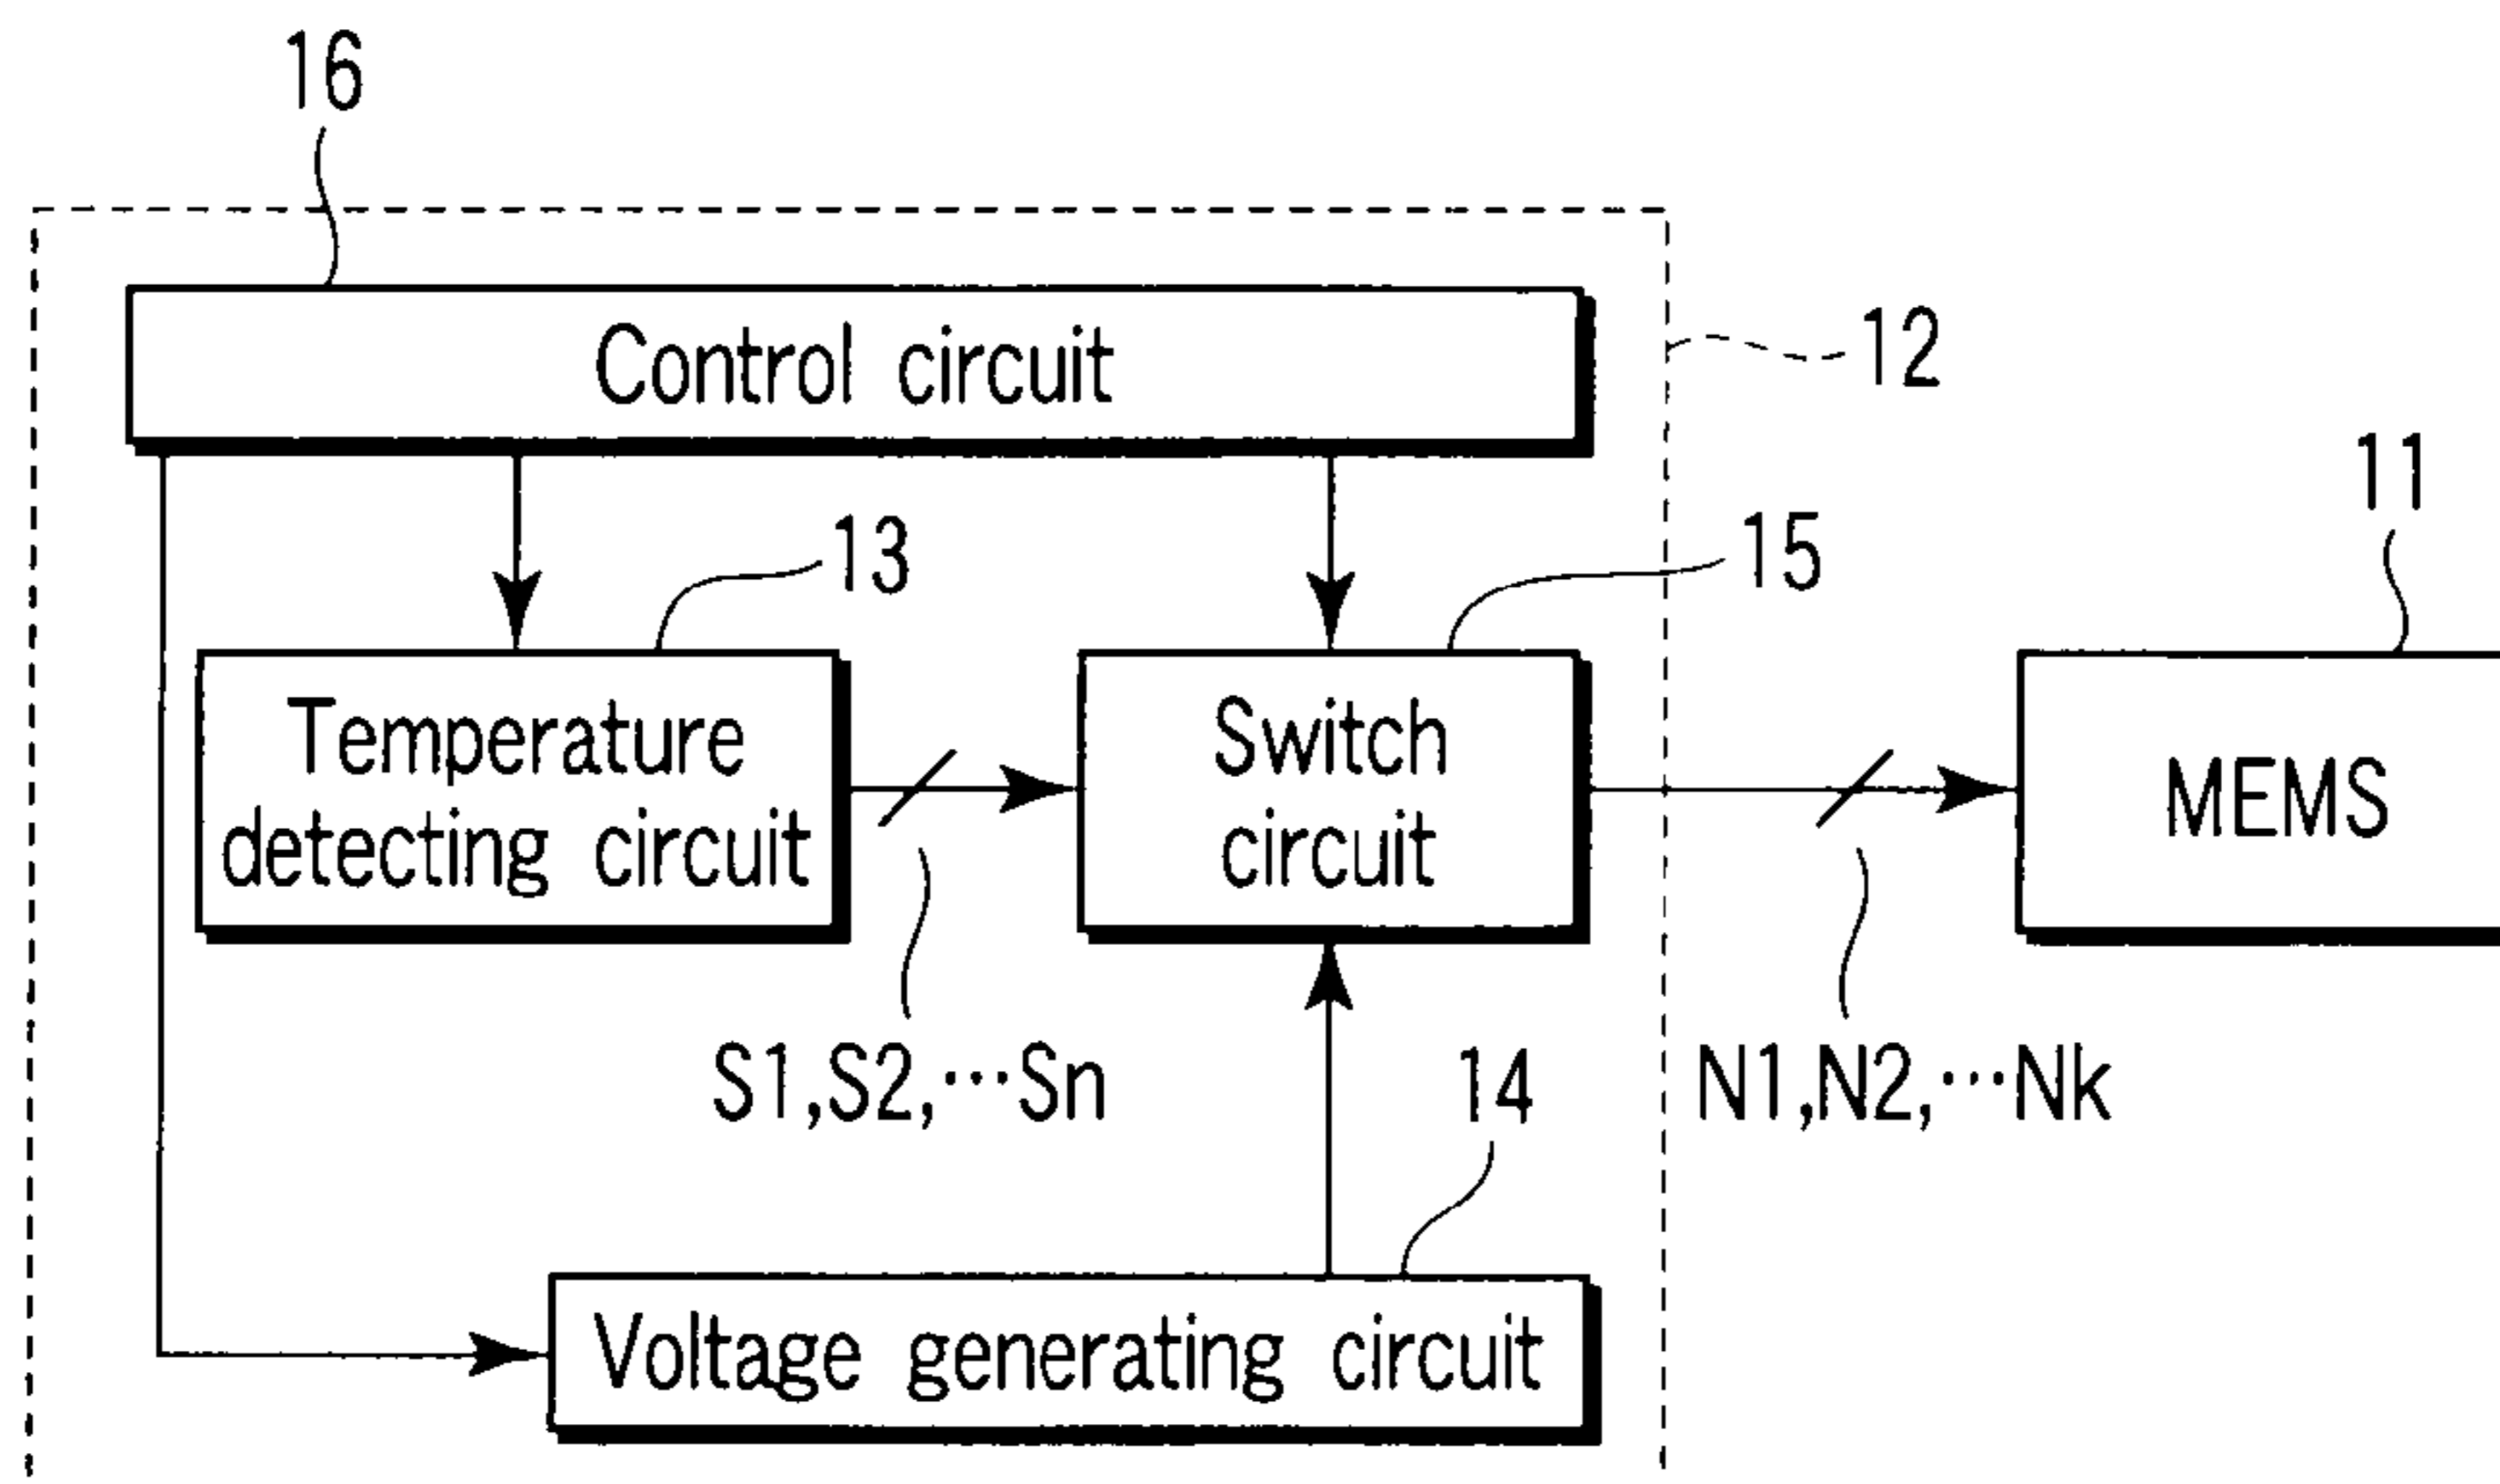 16
Control circuit
12
11
13
15
Temperature
detecting circuit
Switch
circuit
MEMS
S1,S2,···Sn
14
N1,N2,···Nk
Voltage generating circuit